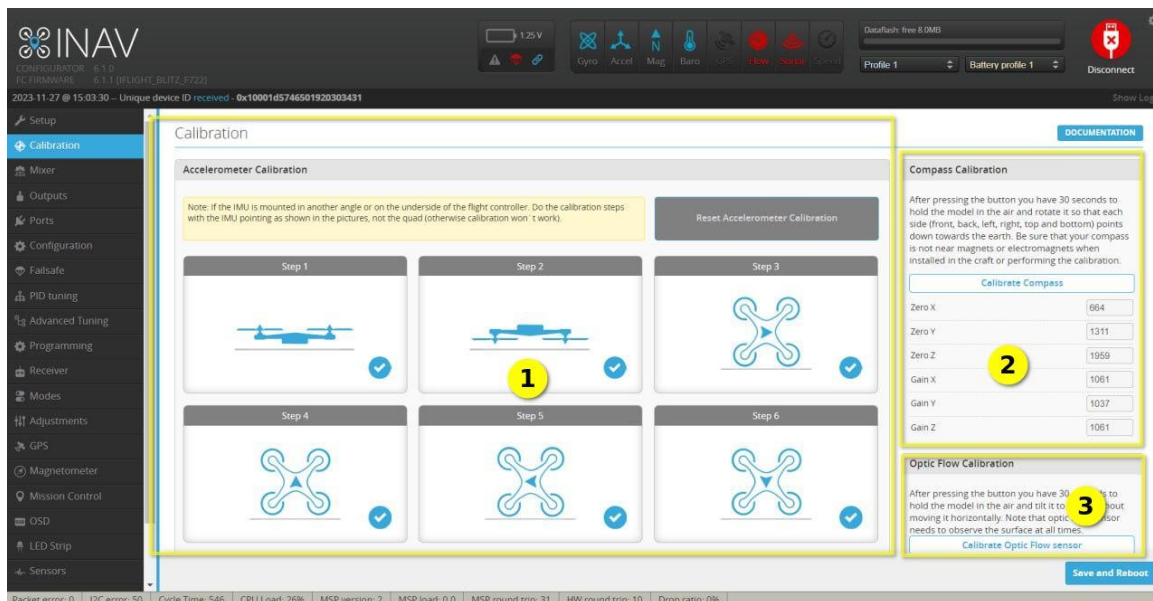 INAV
CONFIGURATOR 6.1.0
FC FIRMWARE 6.1.1 [IFLIGHT_BLITZ_F722]
1.25 V
Gyro Accel Mag Baro GPS Flow Sonar Speed
Dataflash: free 8.0MB
Profile 1
Battery profile 1
Disconnect
2023-11-27 @ 15:03:30 -- Unique device ID received - 0x10001d5746501920303431
Show Log
Setup
Calibration
Mixer
Outputs
Ports
Configuration
Failsafe
PID tuning
Advanced Tuning
Programming
Receiver
Modes
Adjustments
GPS
Magnetometer
Mission Control
OSD
LED Strip
Sensors
Calibration
DOCUMENTATION
Accelerometer Calibration
Note: If the IMU is mounted in another angle or on the underside of the flight controller. Do the calibration steps
with the IMU pointing as shown in the pictures, not the quad (otherwise calibration won`t work).
Reset Accelerometer Calibration
Step 1
Step 2
Step 3
1
Step 4
Step 5
Step 6
Compass Calibration
After pressing the button you have 30 seconds to
hold the model in the air and rotate it so that each
side (front, back, left, right, top and bottom) points
down towards the earth. Be sure that your compass
is not near magnets or electromagnets when
installed in the craft or performing the calibration.
Calibrate Compass
Zero X 664
Zero Y 1311
Zero Z 1959
2
Gain X 1061
Gain Y 1037
Gain Z 1061
Optic Flow Calibration
After pressing the button you have 30 to
hold the model in the air and tilt it to
moving it horizontally. Note that optic
needs to observe the surface at all times.
3
Calibrate Optic Flow sensor
Save and Reboot
Packet error: 0 I2C error: 50 Cycle Time: 546 CPU Load: 26% MSP version: 2 MSP load: 0.0 MSP round trip: 31 HW round trip: 10 Drop ratio: 0%